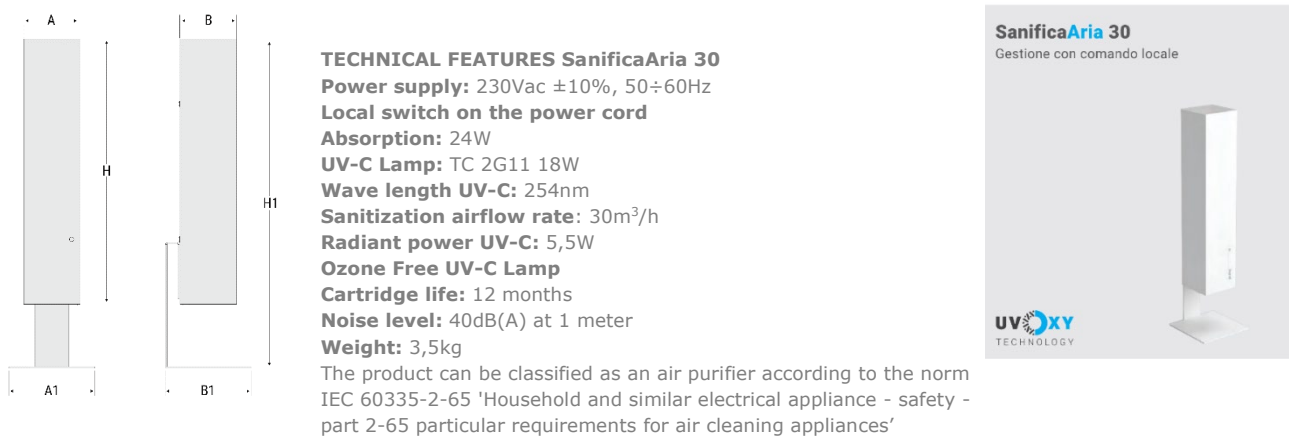 A
B
H
H1
A1
B1
TECHNICAL FEATURES SanificaAria 30
Power supply: 230Vac ±10%, 50÷60Hz
Local switch on the power cord
Absorption: 24W
UV-C Lamp: TC 2G11 18W
Wave length UV-C: 254nm
Sanitization airflow rate: 30m³/h
Radiant power UV-C: 5,5W
Ozone Free UV-C Lamp
Cartridge life: 12 months
Noise level: 40dB(A) at 1 meter
Weight: 3,5kg
The product can be classified as an air purifier according to the norm
IEC 60335-2-65 'Household and similar electrical appliance - safety -
part 2-65 particular requirements for air cleaning appliances’
SanificaAria 30
Gestione con comando locale
UVOXY
TECHNOLOGY